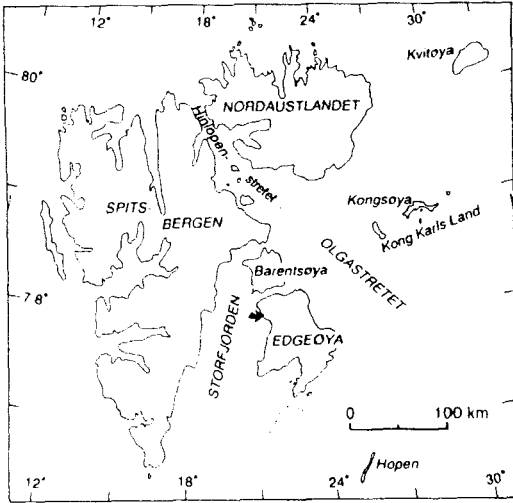 12° 18° 24° 30°
80°
Kvitøya
NORDAUSTLANDET
Hinlopen-
stretet
Kongsøya
SPITS-
BERGEN
Kong Karls Land
OLGASTRETET
Barentsøya
78°
STORFJORDEN
EDGEØYA
0 100 km
Hopen
12° 18° 24° 30°